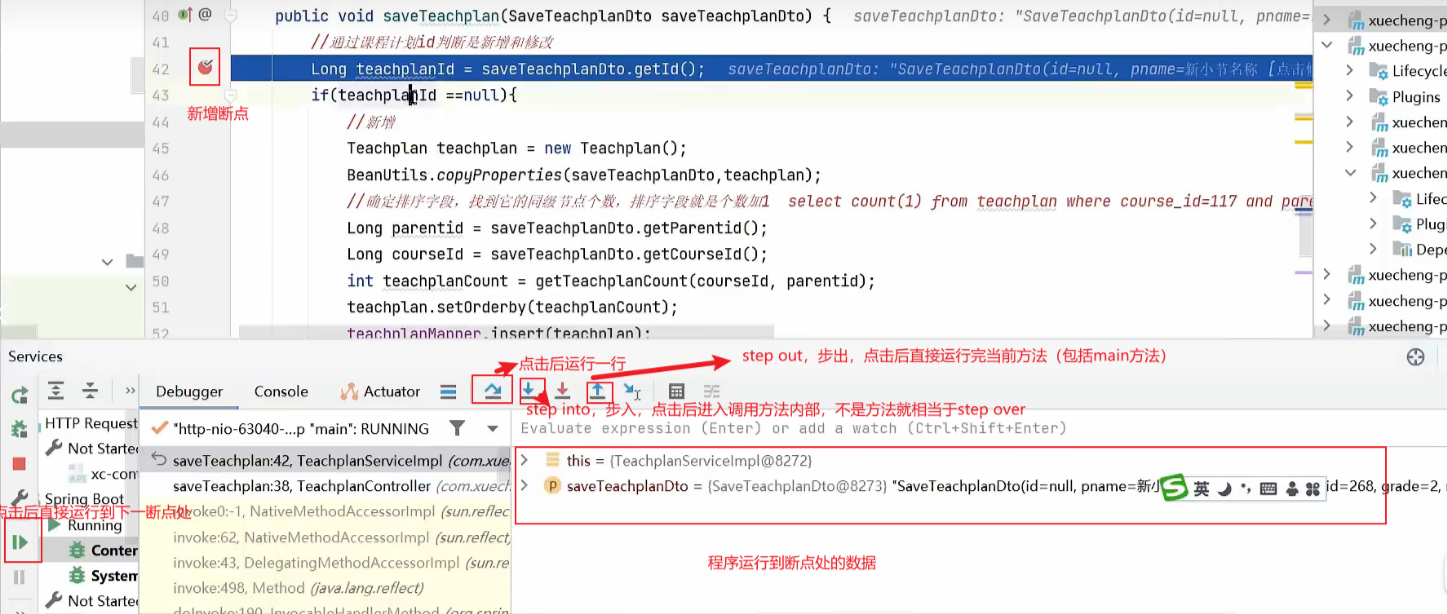 40 @ public void saveTeachplan(SaveTeachplanDto saveTeachplanDto) { saveTeachplanDto: "SaveTeachplanDto(id=null, pname=
41 //通过课程计划id判断是新增和修改
42 Long teachplanId = saveTeachplanDto.getId(); saveTeachplanDto: "SaveTeachplanDto(id=null, pname=新小节名称 [点击
43 if(teachplanId ==null){
新增断点
44 //新增
45 Teachplan teachplan = new Teachplan();
46 BeanUtils.copyProperties(saveTeachplanDto,teachplan);
47 //确定排序字段，找到它的同级节点个数，排序字段就是个数加1 select count(1) from teachplan where course_id=117 and pare
48 Long parentid = saveTeachplanDto.getParentid();
49 Long courseId = saveTeachplanDto.getCourseId();
50 int teachplanCount = getTeachplanCount(courseId, parentid);
51 teachplan.setOrderby(teachplanCount);
52 teachplanMapper.insert(teachplan);
xuecheng-p
xuecheng-p
Lifecycle
Plugins
xuechen
xuechen
xuechen
Lifec
Plug
Depe
xuecheng-p
xuecheng-p
xuecheng-p
Services
点击后运行一行
step out，步出，点击后直接运行完当前方法（包括main方法）
Debugger Console Actuator
step into，步入，点击后进入调用方法内部，不是方法就相当于step over
Evaluate expression (Enter) or add a watch (Ctrl+Shift+Enter)
HTTP Request
Not Starte
xc-con
Spring Boot
点击后直接运行到下一断点处
Running
Conter
System
Not Starte
"http-nio-63040-...p "main": RUNNING
saveTeachplan:42, TeachplanServiceImpl (com.xuec
saveTeachplan:38, TeachplanController (com.xuech
invoke0:-1, NativeMethodAccessorImpl (sun.reflec
invoke:62, NativeMethodAccessorImpl (sun.reflect
invoke:43, DelegatingMethodAccessorImpl (sun.re
invoke:498, Method (java.lang.reflect)
doInvoke:190, InvocableHandlerMethod (org.sprin
this = {TeachplanServiceImpl@8272}
saveTeachplanDto = {SaveTeachplanDto@8273} "SaveTeachplanDto(id=null, pname=新小 英 id=268, grade=2,
程序运行到断点处的数据